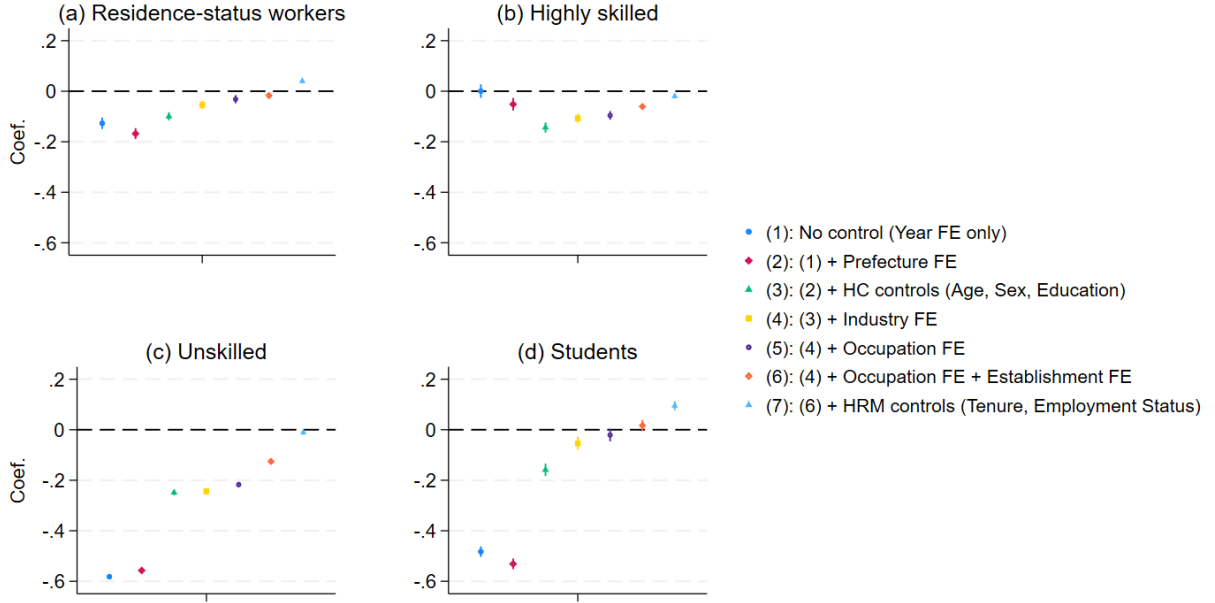 (a) Residence-status workers
(b) Highly skilled
.2
0
-.2
-.4
-.6
Coef.
.2
0
-.2
-.4
-.6
(c) Unskilled
(d) Students
.2
0
-.2
-.4
-.6
Coef.
.2
0
-.2
-.4
-.6
(1): No control (Year FE only)
(2): (1) + Prefecture FE
(3): (2) + HC controls (Age, Sex, Education)
(4): (3) + Industry FE
(5): (4) + Occupation FE
(6): (4) + Occupation FE + Establishment FE
(7): (6) + HRM controls (Tenure, Employment Status)